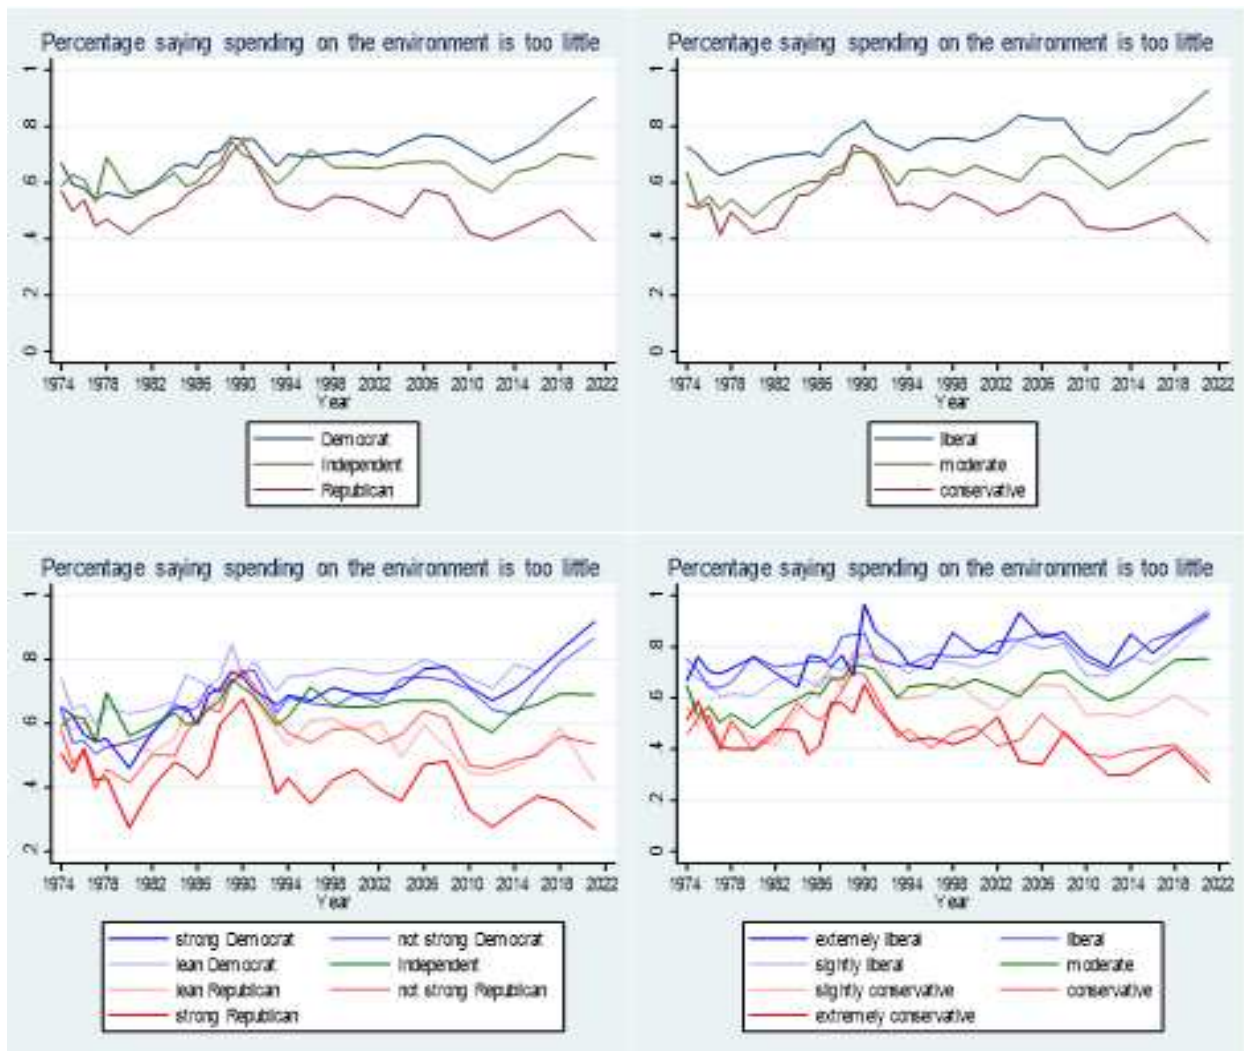 Percentage saying spending on the environment is too little
1
.8
.6
.4
.2
0
1974 1978 1982 1986 1990 1994 1998 2002 2006 2010 2014 2018 2022
Year
Democrat
Independent
Republican
Percentage saying spending on the environment is too little
1
.8
.6
.4
.2
0
1974 1978 1982 1986 1990 1994 1998 2002 2006 2010 2014 2018 2022
Year
liberal
moderate
conservative
Percentage saying spending on the environment is too little
1
.8
.6
.4
.2
1974 1978 1982 1986 1990 1994 1998 2002 2006 2010 2014 2018 2022
Year
strong Democrat not strong Democrat
lean Democrat Independent
lean Republican not strong Republican
strong Republican
Percentage saying spending on the environment is too little
1
.8
.6
.4
.2
0
1974 1978 1982 1986 1990 1994 1998 2002 2006 2010 2014 2018 2022
Year
extemely liberal liberal
slightly liberal moderate
slightly conservative conservative
extremely conservative